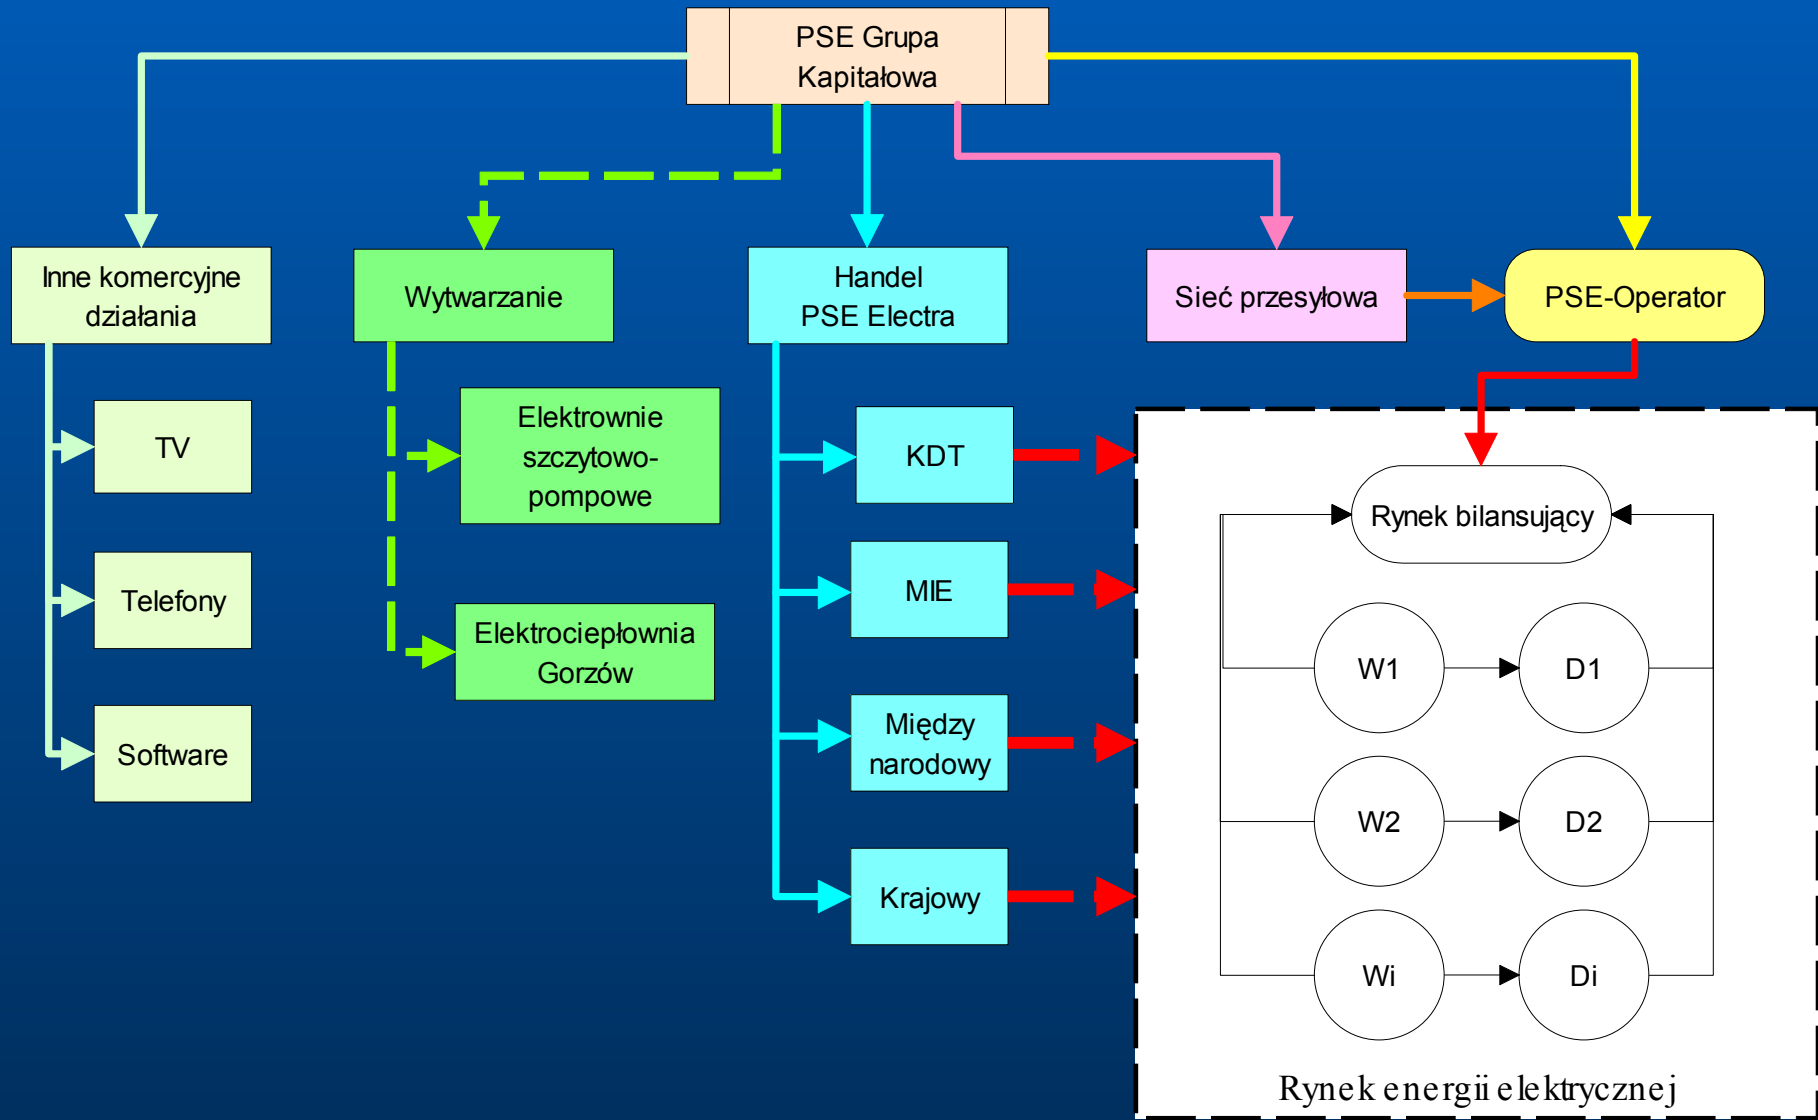 PSE Grupa
Kapitałowa
Inne komercyjne
działania
Wytwarzanie
Handel
PSE Electra
Sieć przesyłowa
PSE-Operator
TV
Telefony
Software
Elektrownie
szczytowo-
pompowe
Elektrociepłownia
Gorzów
KDT
MIE
Między
narodowy
Krajowy
Rynek bilansujący
W1
D1
W2
D2
Wi
Di
Rynek energii elektrycznej